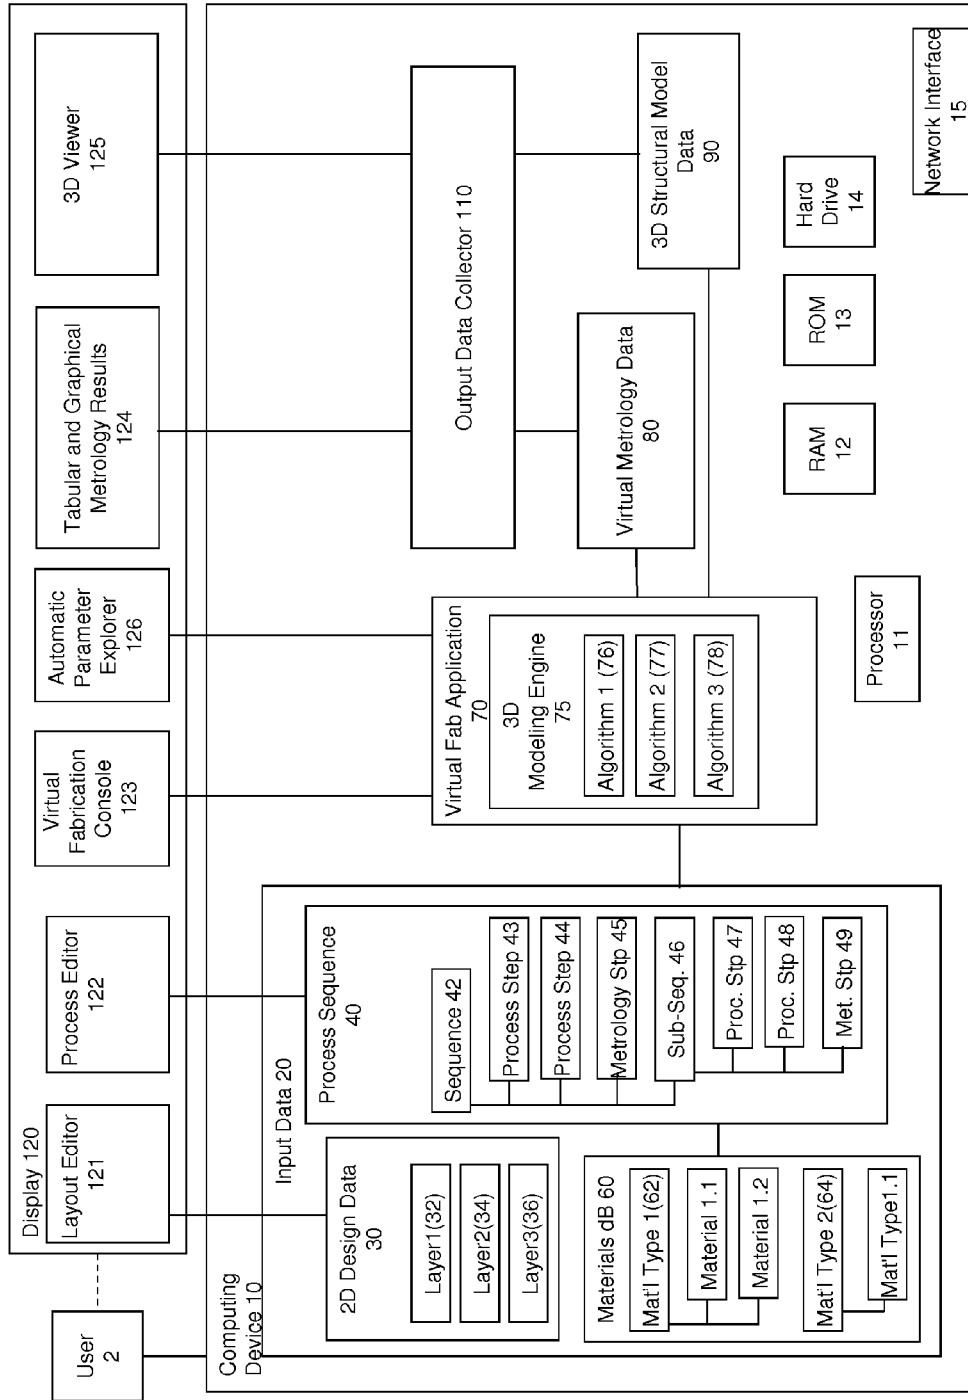 User
2
Display 120
Layout Editor
121
Process Editor
122
Virtual
Fabrication
Console
123
Automatic
Parameter
Explorer
126
Tabular and Graphical
Metrology Results
124
3D Viewer
125
Computing
Device 10
Input Data 20
2D Design Data
30
Layer1(32)
Layer2(34)
Layer3(36)
Process Sequence
40
Sequence 42
Process Step 43
Process Step 44
Metrology Stp 45
Sub-Seq. 46
Proc. Stp 47
Proc. Stp 48
Met. Stp 49
Materials dB 60
Mat'l Type 1(62)
Material 1.1
Material 1.2
Mat'l Type 2(64)
Mat'l Type1.1
Virtual Fab Application
70
3D
Modeling Engine
75
Algorithm 1 (76)
Algorithm 2 (77)
Algorithm 3 (78)
Output Data Collector 110
Virtual Metrology Data
80
3D Structural Model
Data
90
Processor
11
RAM
12
ROM
13
Hard
Drive
14
Network Interface
15